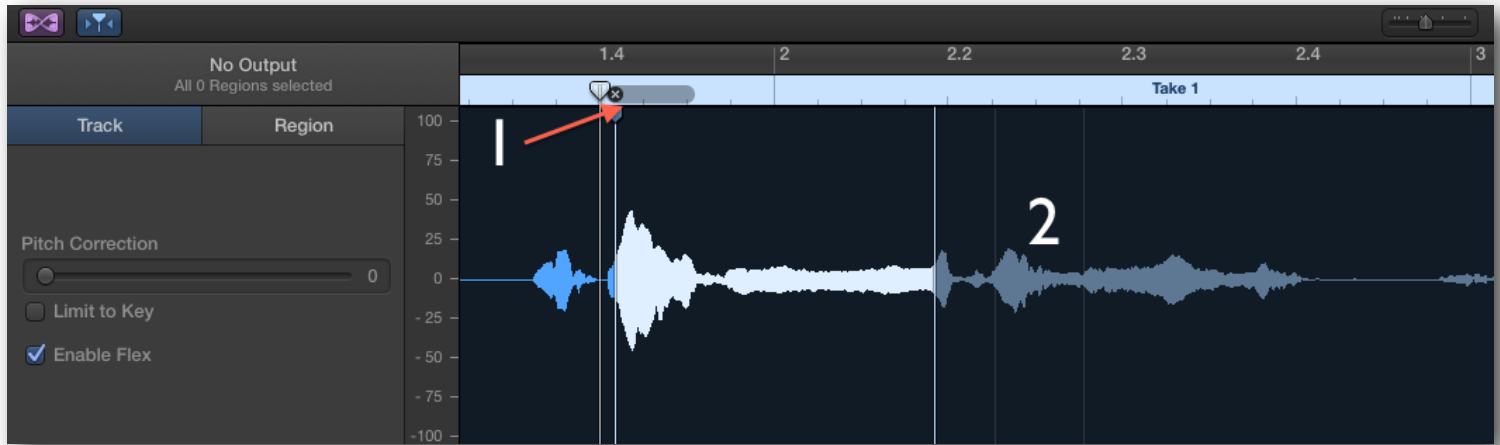 1.4 2 2.2 2.3 2.4 3
No Output
All 0 Regions selected
Take 1
Track Region
100
75
50
25
0
- 25
- 50
- 75
-100
1
2
Pitch Correction
0
Limit to Key
Enable Flex